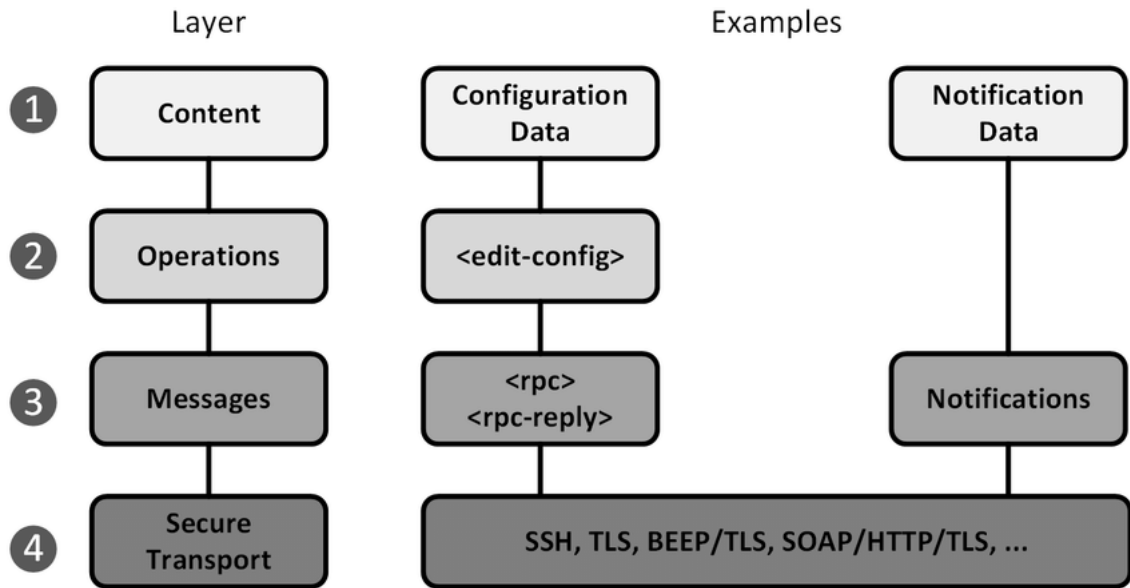 Layer
Examples
1
Content
Configuration
Data
Notification
Data
2
Operations
<edit-config>
3
Messages
<rpc>
<rpc-reply>
Notifications
4
Secure
Transport
SSH, TLS, BEEP/TLS, SOAP/HTTP/TLS, ...